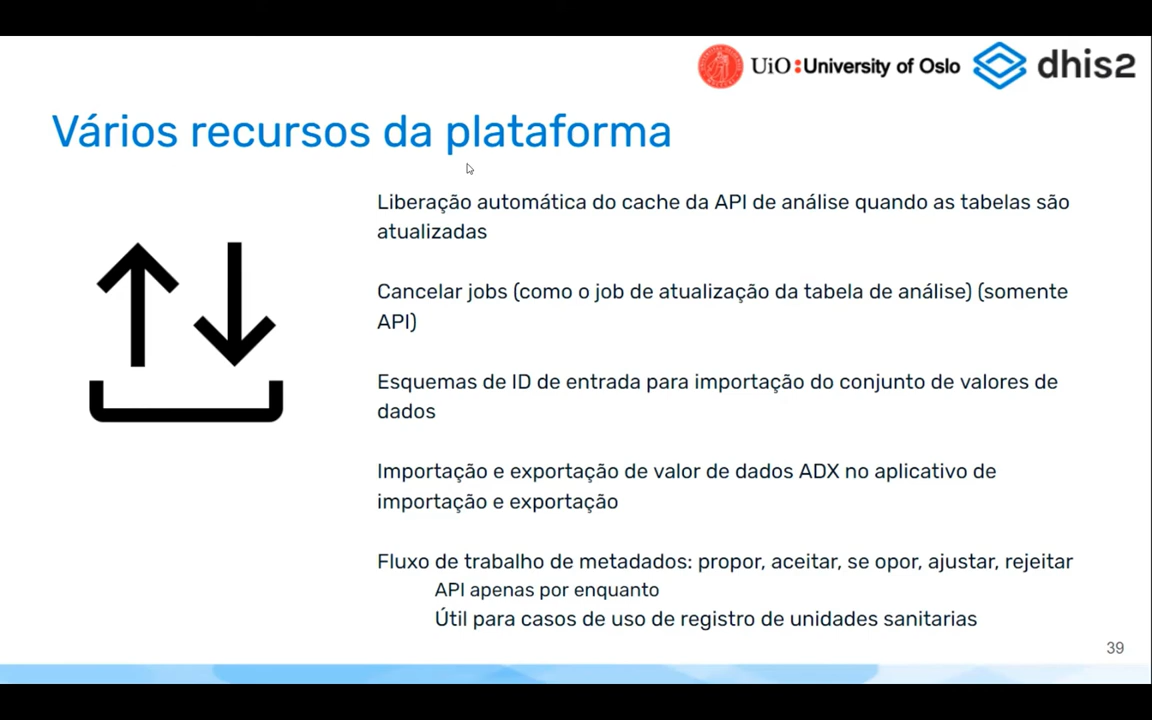 UiO:University of Oslo dhis2
Vários recursos da plataforma
Liberação automática do cache da API de análise quando as tabelas são
atualizadas
Cancelar jobs (como o job de atualização da tabela de análise) (somente
API)
Esquemas de ID de entrada para importação do conjunto de valores de
dados
Importação e exportação de valor de dados ADX no aplicativo de
importação e exportação
Fluxo de trabalho de metadados: propor, aceitar, se opor, ajustar, rejeitar
API apenas por enquanto
Útil para casos de uso de registro de unidades sanitarias
39